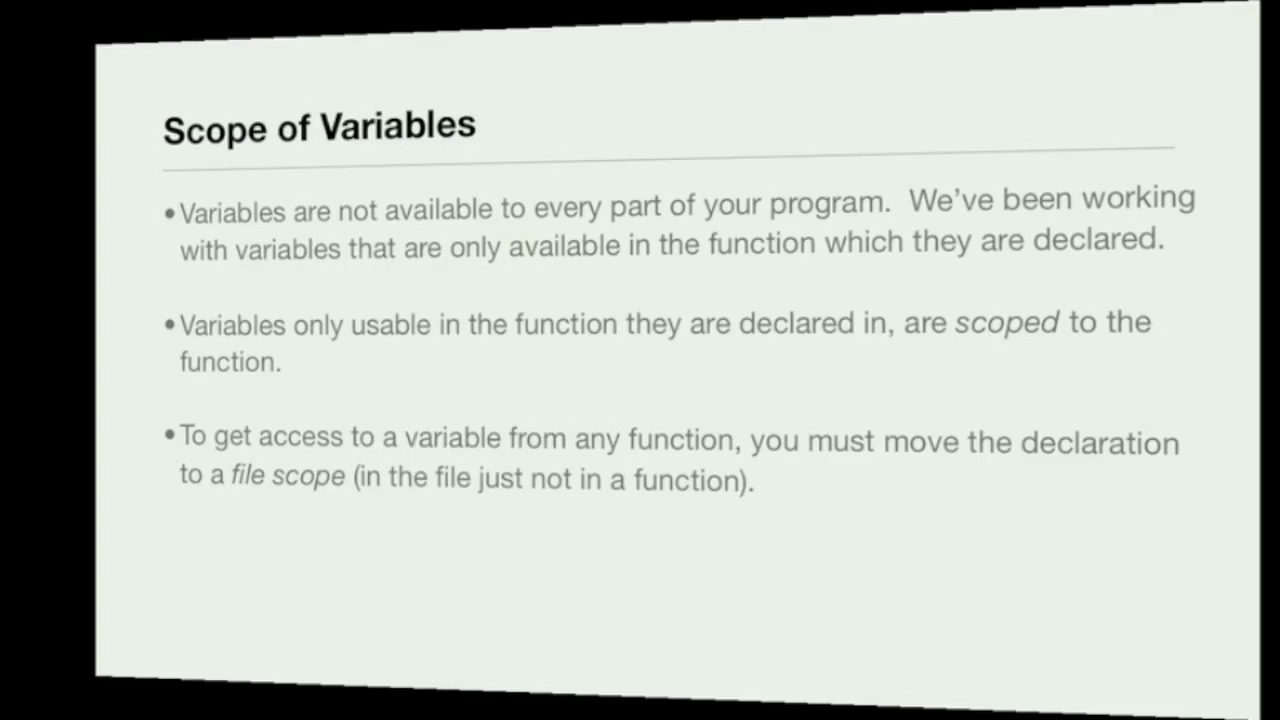 Scope of Variables
•Variables are not available to every part of your program.  We've been working
with variables that are only available in the function which they are declared.
•Variables only usable in the function they are declared in, are scoped to the
function.
•To get access to a variable from any function, you must move the declaration
to a file scope (in the file just not in a function).